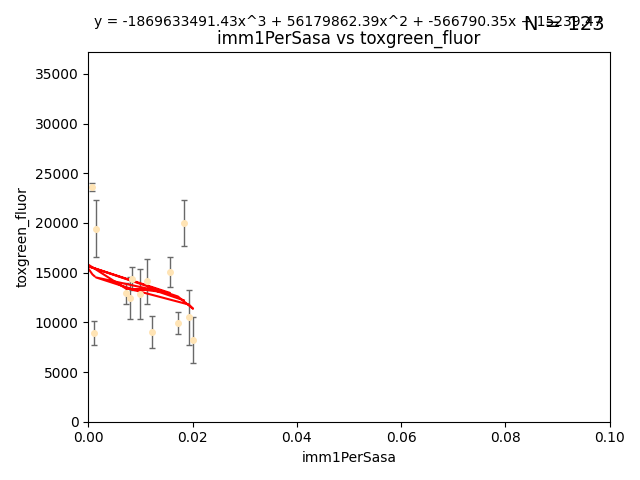 y = -1869633491.43x^3 + 56179862.39x^2 + -566790.35x + 15239.47
N = 123
imm1PerSasa vs toxgreen_fluor
35000
30000
25000
20000
15000
10000
5000
0
toxgreen_fluor
0.00 0.02 0.04 0.06 0.08 0.10
imm1PerSasa